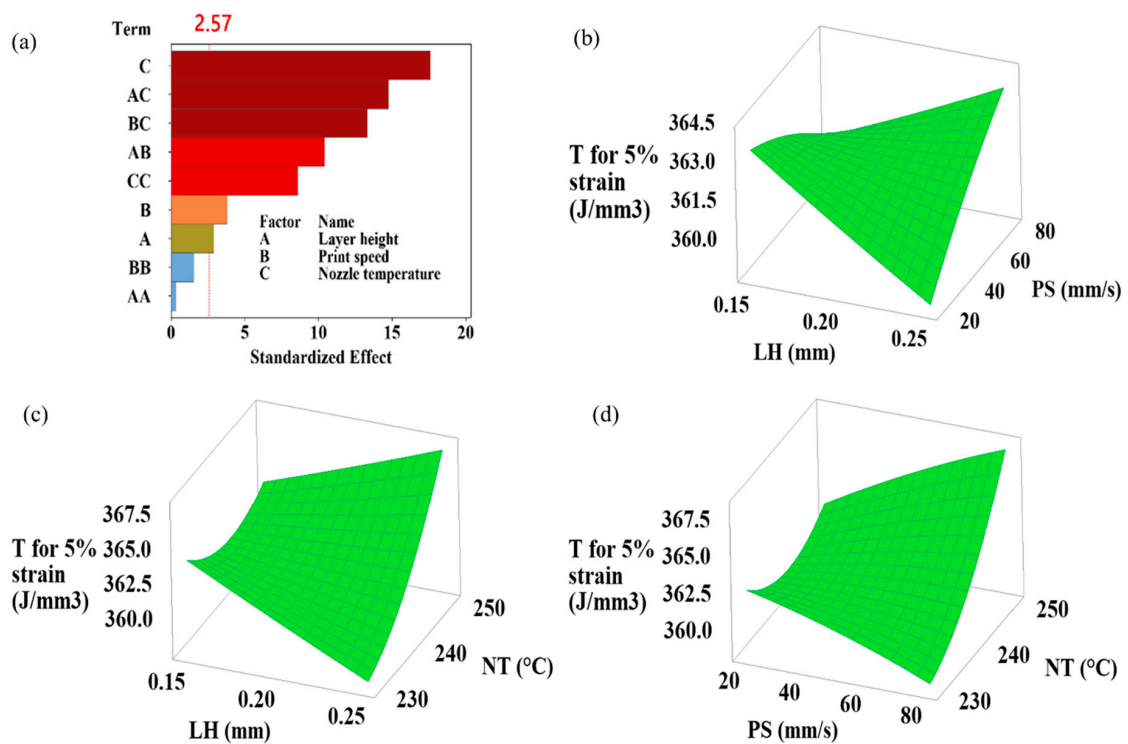 (a)
Term
2.57
C
AC
BC
AB
CC
B
A
BB
AA
Factor Name
A Layer height
B Print speed
C Nozzle temperature
0 5 10 15 20
Standardized Effect
(b)
T for 5%
strain
(J/mm3)
364.5
363.0
361.5
360.0
0.15 0.20 0.25
LH (mm)
20 40 60 80
PS (mm/s)
(c)
T for 5%
strain
(J/mm3)
367.5
365.0
362.5
360.0
0.15 0.20 0.25
LH (mm)
230 240 250
NT (°C)
(d)
T for 5%
strain
(J/mm3)
367.5
365.0
362.5
360.0
20 40 60 80
PS (mm/s)
230 240 250
NT (°C)